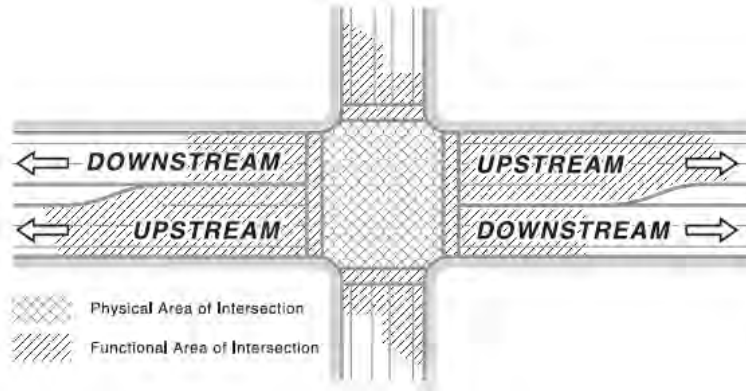 DOWNSTREAM
UPSTREAM
UPSTREAM
DOWNSTREAM
Physical Area of Intersection
Functional Area of Intersection